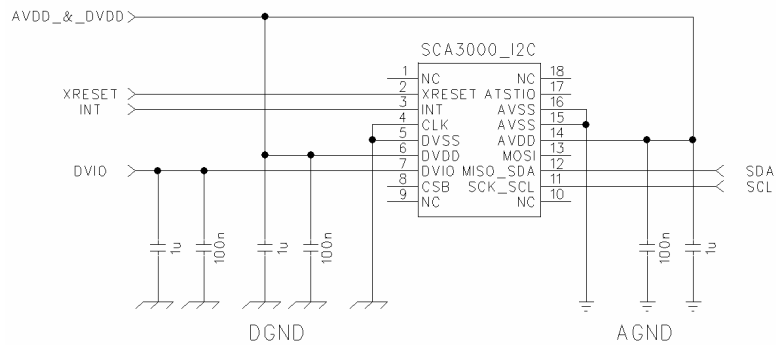 AVDD_&_DVDD
SCA3000_I2C
1 NC NC 18
XRESET 2 XRESET ATSTIO 17
INT 3 INT AVSS 16
4 CLK AVSS 15
5 DVSS AVDD 14
6 DVDD MOSI 13
DVIO 7 DVIO MISO_SDA 12 SDA
8 CSB SCK_SCL 11 SCL
9 NC NC 10
1u 100n 1u 100n 100n 1u
DGND AGND